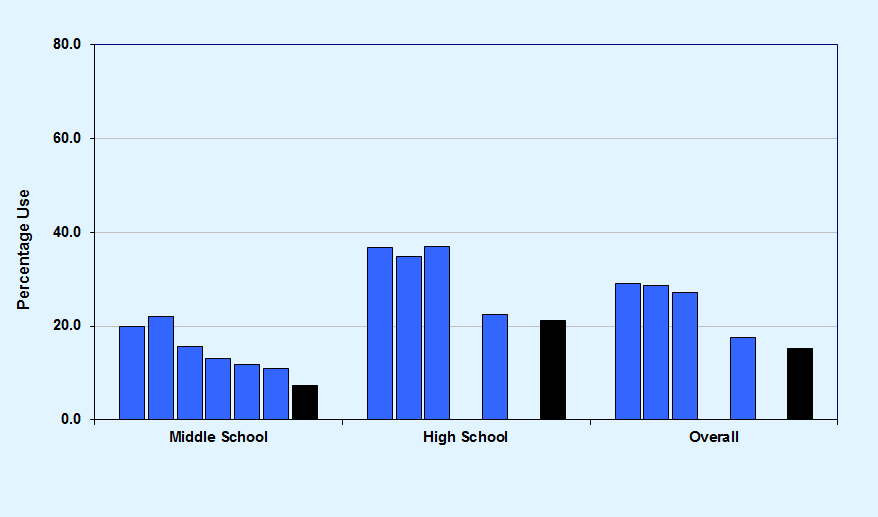 80.0
60.0
40.0
20.0
0.0
Percentage Use
Middle School
High School
Overall